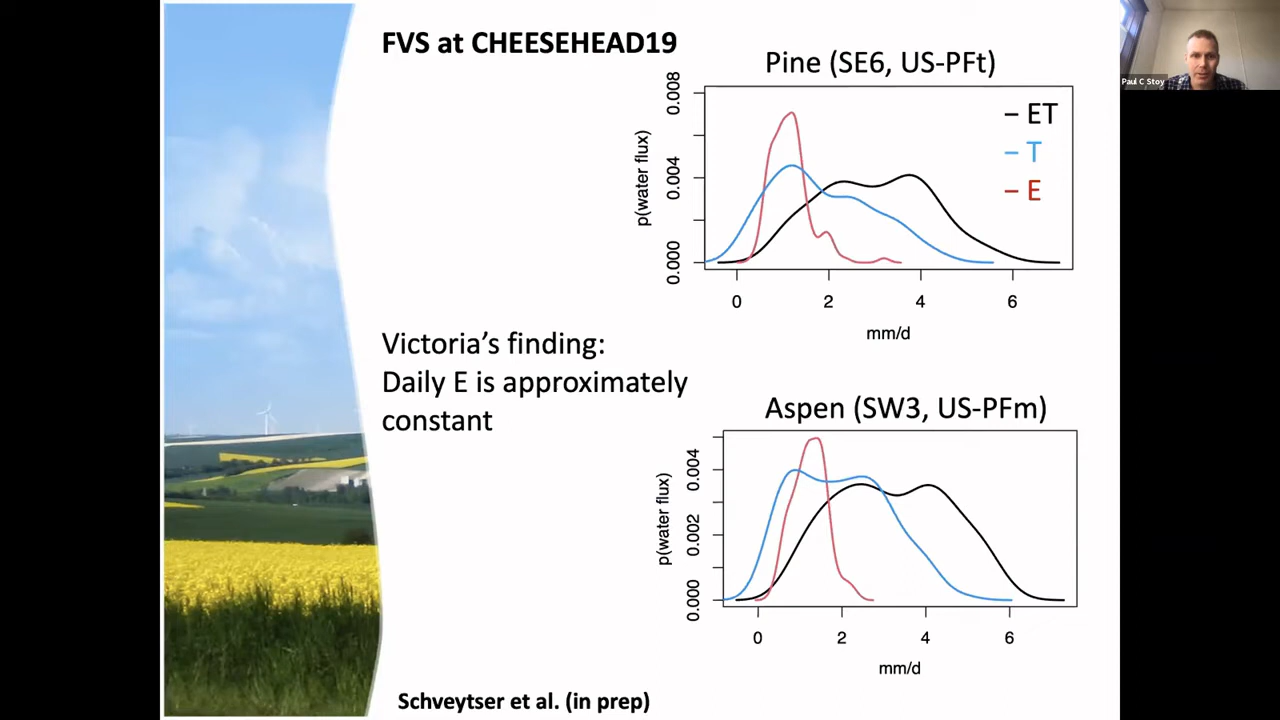 FVS at CHEESEHEAD19
Paul C Stoy
Pine (SE6, US-PFt)
p(water flux)
0.000
0.004
0.008
– ET
– T
– E
0 2 4 6
mm/d
Victoria’s finding:
Daily E is approximately
constant
Aspen (SW3, US-PFm)
p(water flux)
0.000
0.002
0.004
0 2 4 6
mm/d
Schveytser et al. (in prep)